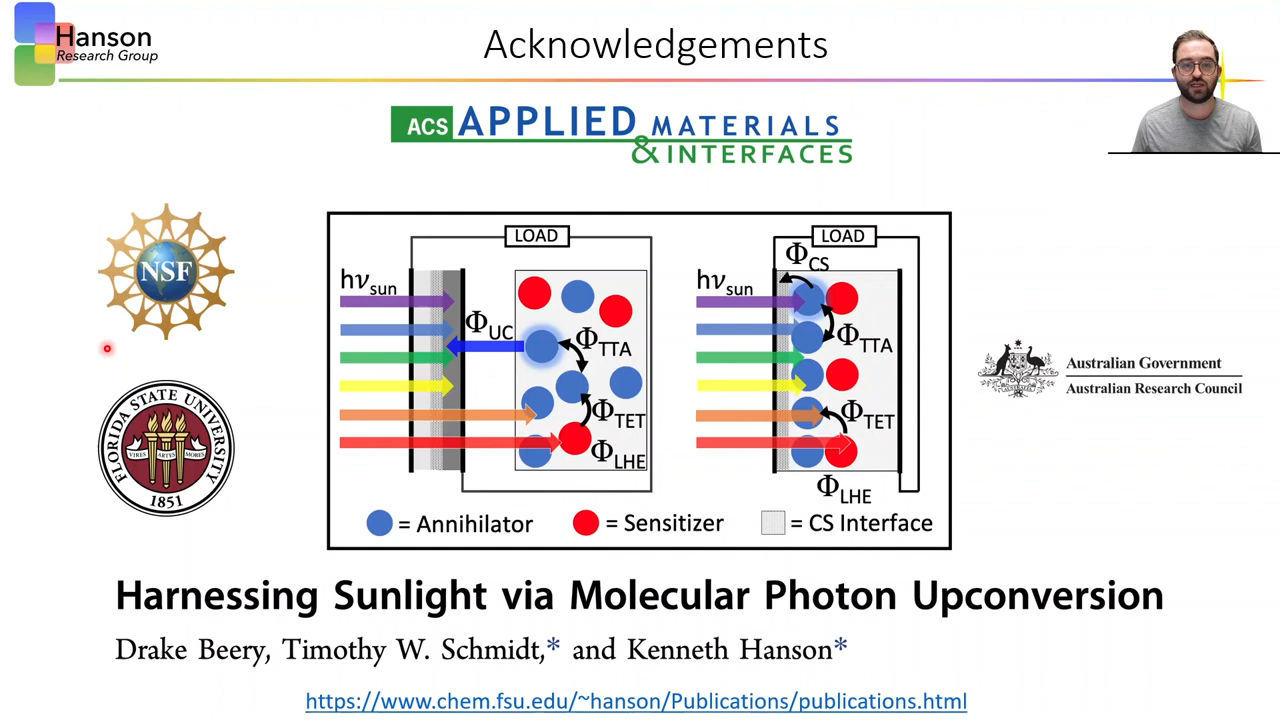 Hanson
Research Group
Acknowledgements
ACS APPLIED MATERIALS
& INTERFACES
NSF
FLORIDA STATE UNIVERSITY
VIRES ARTES MORES
1851
LOAD
hνsun
ΦUC
ΦTTA
ΦTET
ΦLHE
LOAD
ΦCS
hνsun
ΦTTA
ΦTET
ΦLHE
= Annihilator
= Sensitizer
= CS Interface
Australian Government
Australian Research Council
Harnessing Sunlight via Molecular Photon Upconversion
Drake Beery, Timothy W. Schmidt,* and Kenneth Hanson*
https://www.chem.fsu.edu/~hanson/Publications/publications.html